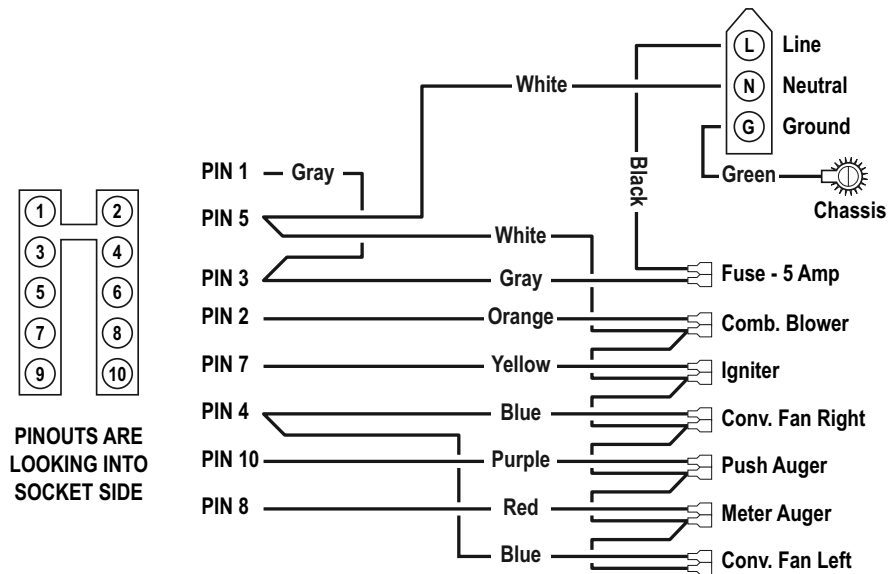 L Line
White N Neutral
G Ground
PIN 1 Gray
Black
Green
Chassis
PIN 5
White
PIN 3 Gray Fuse - 5 Amp
PIN 2 Orange Comb. Blower
PIN 7 Yellow Igniter
PIN 4 Blue Conv. Fan Right
PIN 10 Purple Push Auger
PIN 8 Red Meter Auger
Blue Conv. Fan Left
1 2
3 4
5 6
7 8
9 10
PINOUTS ARE
LOOKING INTO
SOCKET SIDE